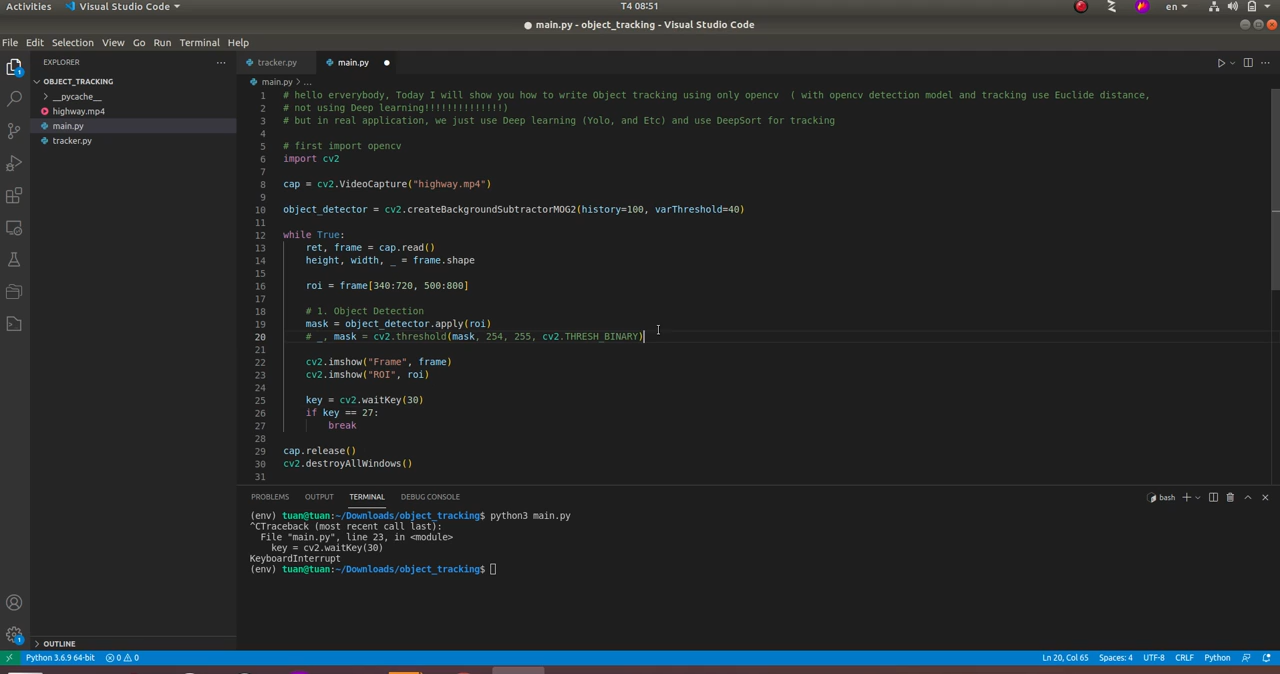 Activities Visual Studio Code T4 08:51 en
main.py - object_tracking - Visual Studio Code
File Edit Selection View Go Run Terminal Help
EXPLORER
OBJECT_TRACKING
__pycache__
highway.mp4
main.py
tracker.py
OUTLINE
tracker.py main.py
main.py > ...
1 # hello erverybody, Today I will show you how to write Object tracking using only opencv  ( with opencv detection model and tracking use Euclide distance,
2 # not using Deep learning!!!!!!!!!!!!!!)
3 # but in real application, we just use Deep learning (Yolo, and Etc) and use DeepSort for tracking
4
5 # first import opencv
6 import cv2
7
8 cap = cv2.VideoCapture("highway.mp4")
9
10 object_detector = cv2.createBackgroundSubtractorMOG2(history=100, varThreshold=40)
11
12 while True:
13 ret, frame = cap.read()
14 height, width, _ = frame.shape
15
16 roi = frame[340:720, 500:800]
17
18 # 1. Object Detection
19 mask = object_detector.apply(roi)
20 # _, mask = cv2.threshold(mask, 254, 255, cv2.THRESH_BINARY)
21
22 cv2.imshow("Frame", frame)
23 cv2.imshow("ROI", roi)
24
25 key = cv2.waitKey(30)
26 if key == 27:
27 break
28
29 cap.release()
30 cv2.destroyAllWindows()
31
PROBLEMS OUTPUT TERMINAL DEBUG CONSOLE bash
(env) tuan@tuan:~/Downloads/object_tracking$ python3 main.py
^CTraceback (most recent call last):
File "main.py", line 23, in <module>
key = cv2.waitKey(30)
KeyboardInterrupt
(env) tuan@tuan:~/Downloads/object_tracking$
Python 3.6.9 64-bit 0 0 Ln 20, Col 65 Spaces: 4 UTF-8 CRLF Python